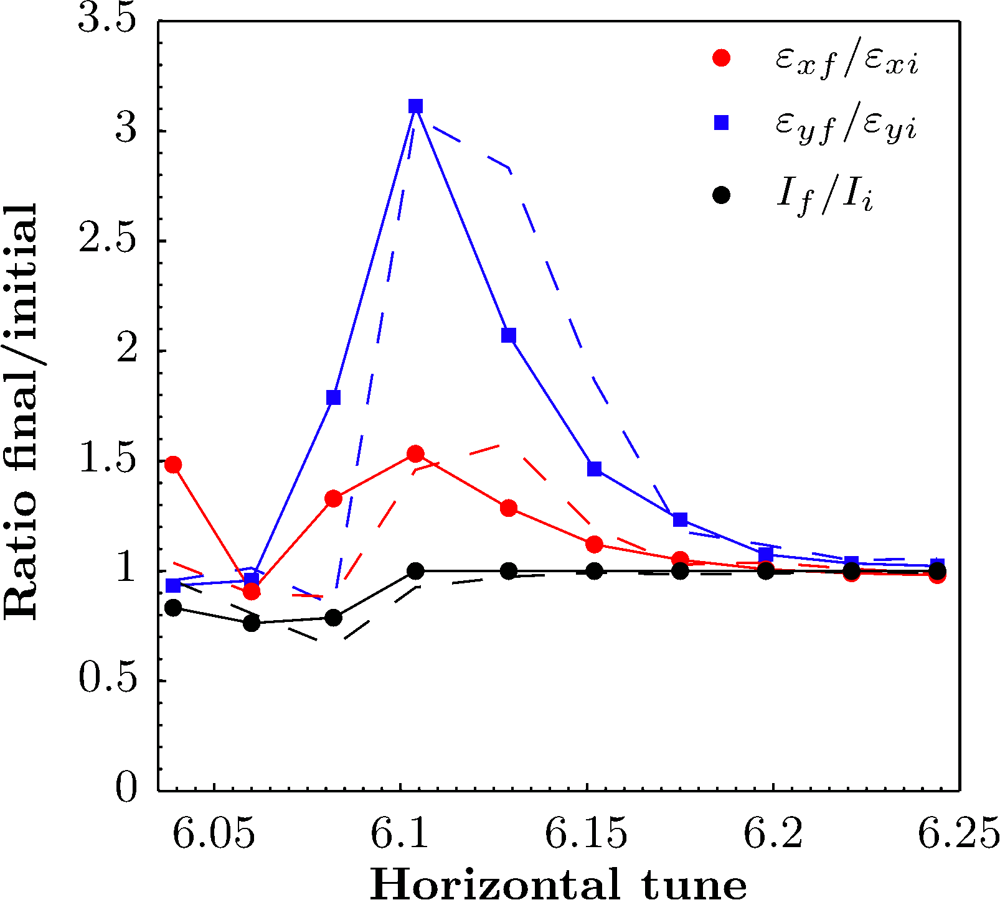 3.5
3
2.5
2
1.5
1
0.5
0
Ratio final/initial
εxf/εxi
εyf/εyi
If/Ii
6.05 6.1 6.15 6.2 6.25
Horizontal tune